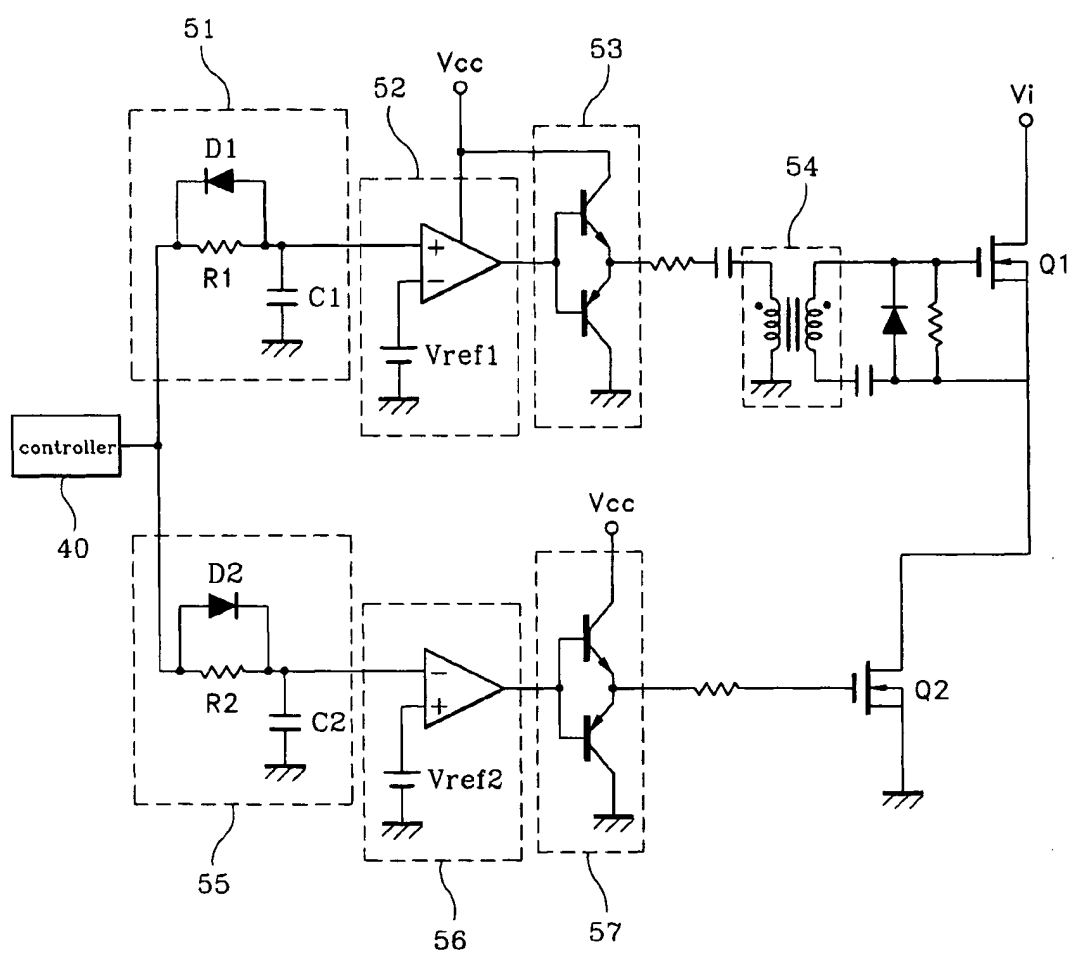 51
52
Vcc
53
Vi
D1
54
R1
C1
+
−
Vref1
Q1
controller
40
Vcc
D2
R2
C2
−
+
Vref2
Q2
55
56
57